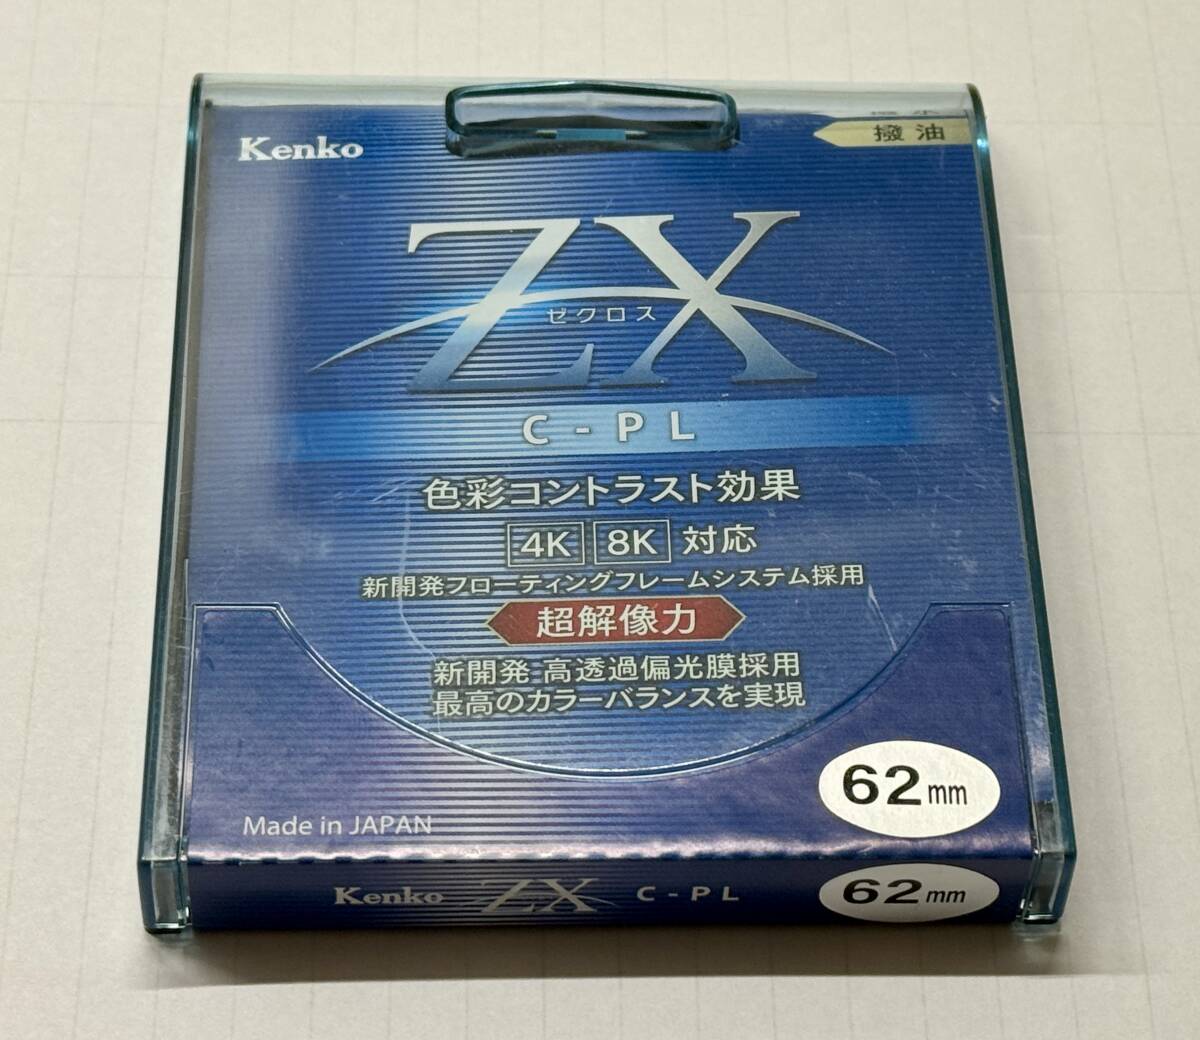 Kenko
撥油
ZX
ゼクロス
C-PL
色彩コントラスト効果
4K 8K 対応
新開発フローティングフレームシステム採用
超解像力
新開発 高透過偏光膜採用
最高のカラーバランスを実現
62mm
Made in JAPAN
Kenko ZX C-PL 62mm